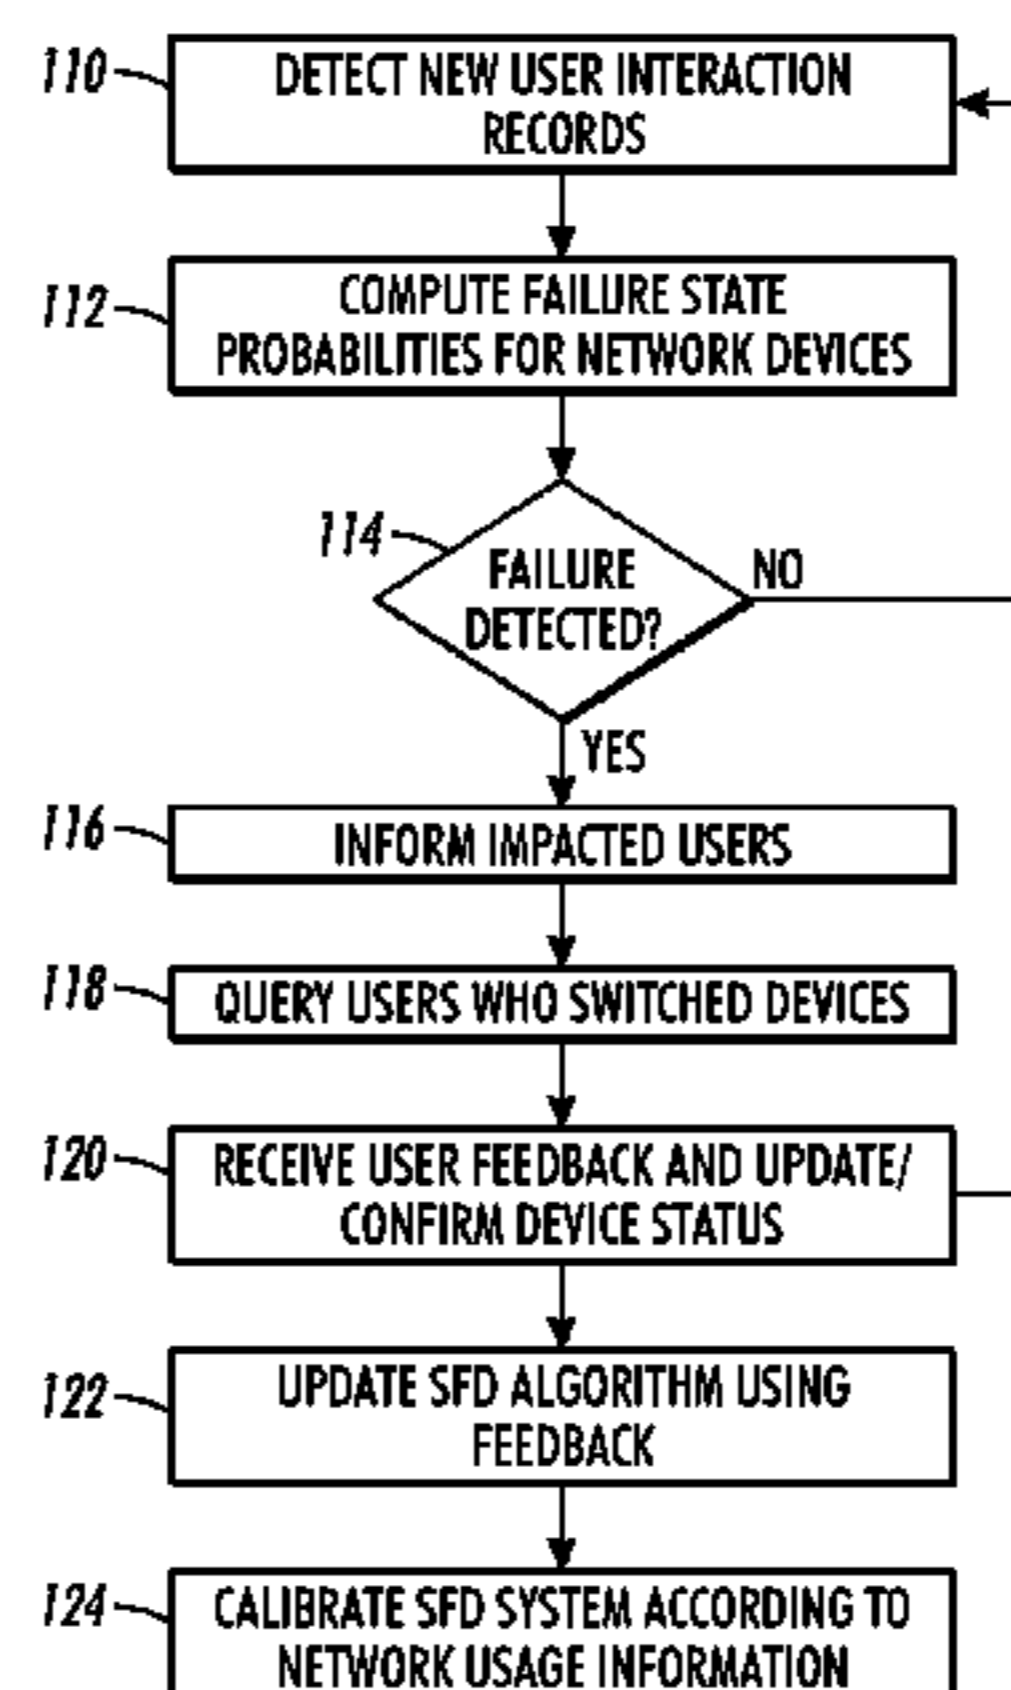 110
DETECT NEW USER INTERACTION
RECORDS
112
COMPUTE FAILURE STATE
PROBABILITIES FOR NETWORK DEVICES
114
FAILURE
DETECTED?
NO
YES
116
INFORM IMPACTED USERS
118
QUERY USERS WHO SWITCHED DEVICES
120
RECEIVE USER FEEDBACK AND UPDATE/
CONFIRM DEVICE STATUS
122
UPDATE SFD ALGORITHM USING
FEEDBACK
124
CALIBRATE SFD SYSTEM ACCORDING TO
NETWORK USAGE INFORMATION